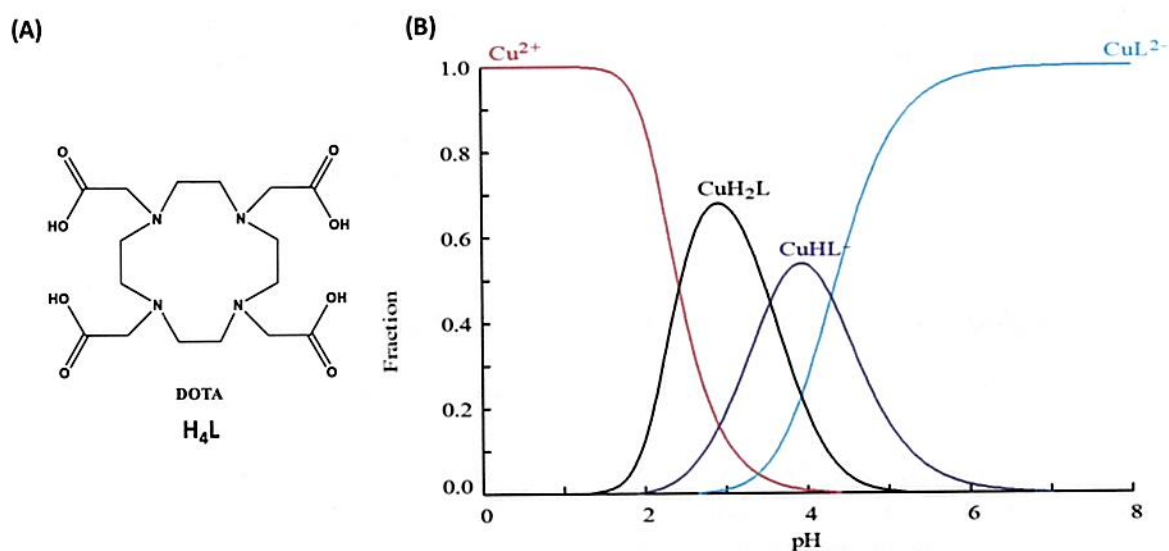 (A)
O
O
HO
OH
N
N
N
N
HO
OH
O
O
DOTA
H₄L
(B)
Cu²⁺
CuL²⁻
1.0
0.8
CuH₂L
0.6
CuHL⁻
Fraction
0.4
0.2
0.0
0
2
4
6
8
pH